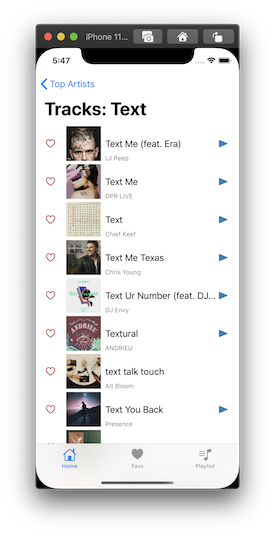 iPhone 11...
5:47
Top Artists
Tracks: Text
Text Me (feat. Era)
Lil Peep
Text Me
DPR LIVE
Text
Chief Keef
Text Me Texas
Chris Young
Text Ur Number (feat. DJ...
DJ Envy
Textural
ANDRIEU
text talk touch
Alt Bloom
Text You Back
Presence
Home
Favs
Playlist